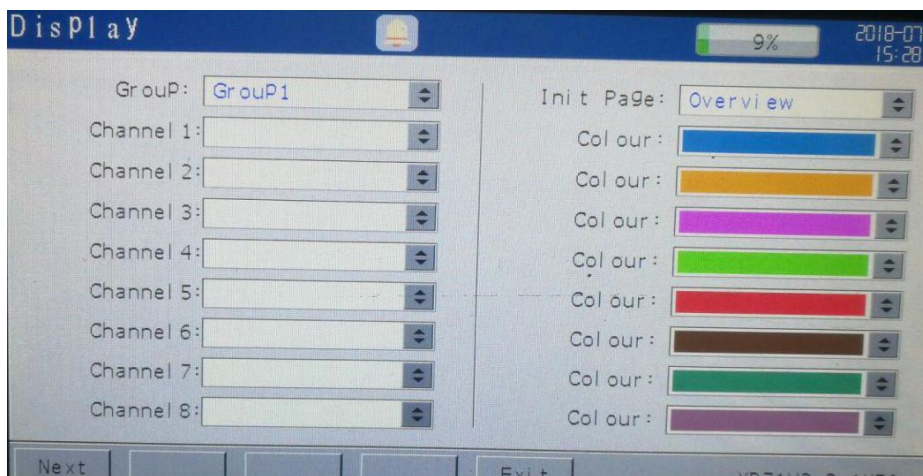 Display
9%
2018-07
15:28
GrouP: GrouP1
Init Page: Overview
Channel 1:
Colour:
Channel 2:
Colour:
Channel 3:
Colour:
Channel 4:
Colour:
Channel 5:
Colour:
Channel 6:
Colour:
Channel 7:
Colour:
Channel 8:
Colour:
Next
Exit